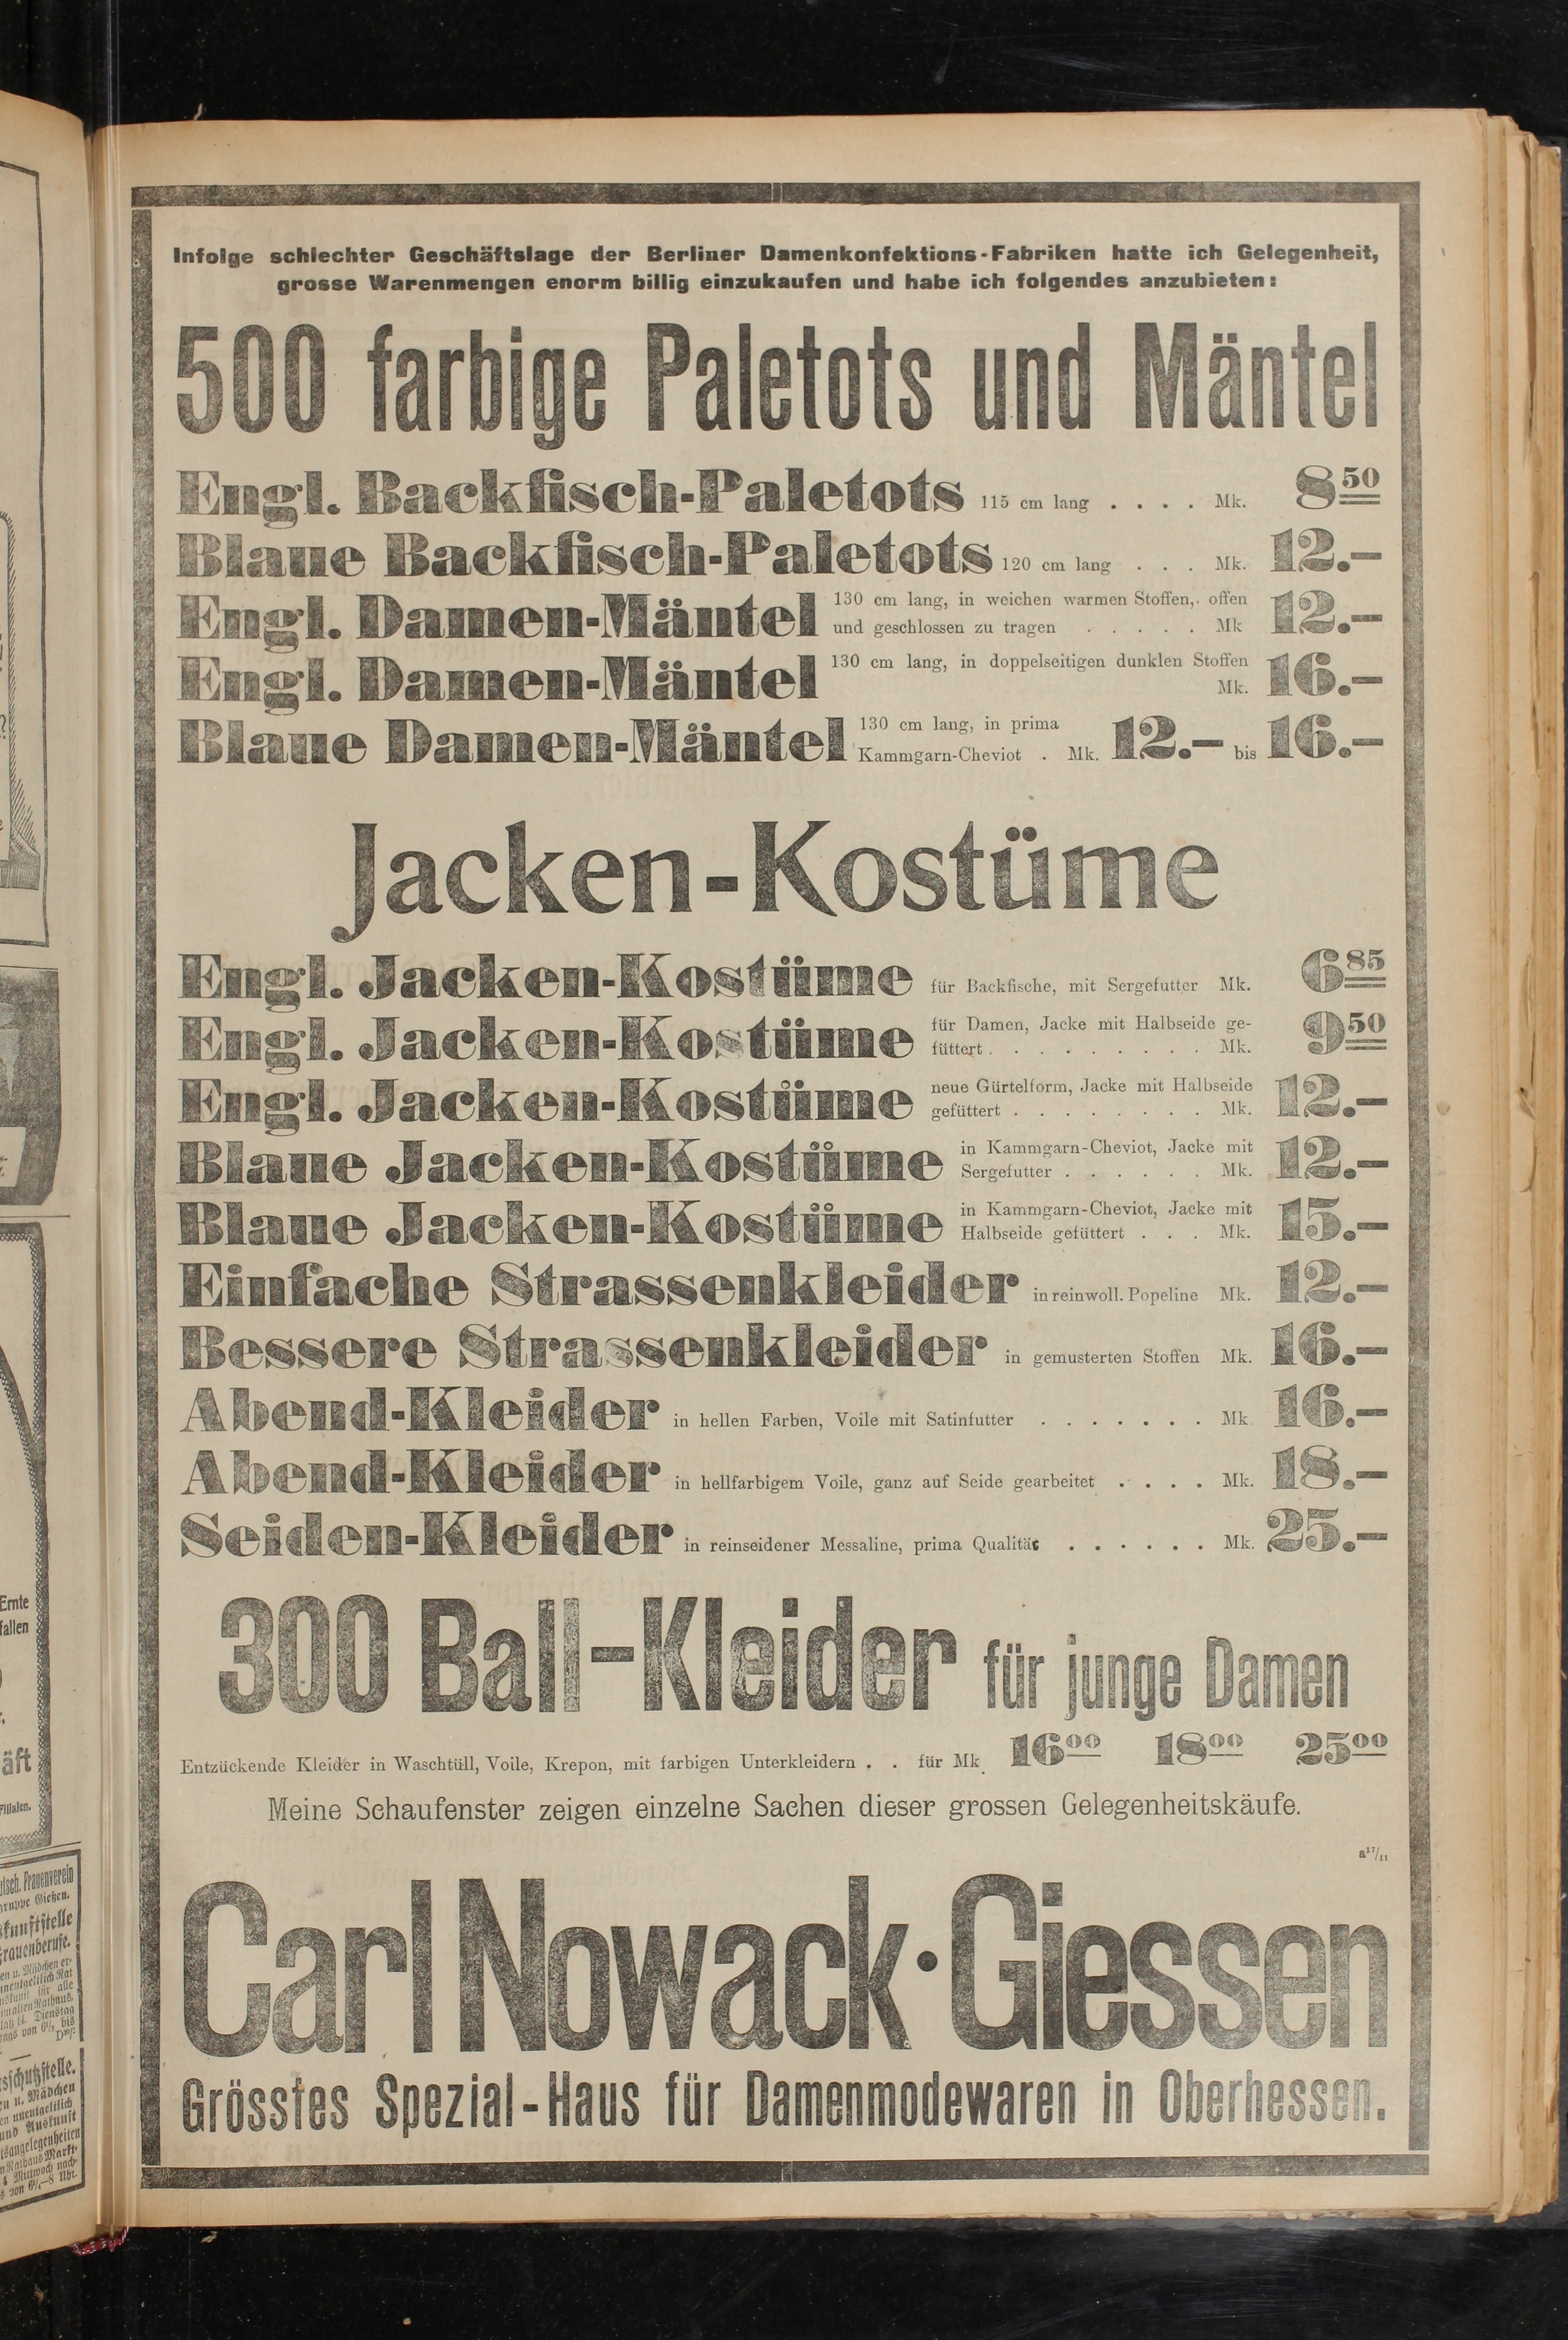 Infolge schlechter Geschäftslage der Berliner Damenkonfektions-Fabriken hatte ich Gelegenheit,
grosse Warenmengen enorm billig einzukaufen und habe ich folgendes anzubieten:
500 farbige Paletots und Mäntel
Engl. Backfisch-Paletots 115 cm lang . . . . Mk. 8 50
Blaue Backfisch-Paletots 120 cm lang . . . Mk. 12.–
Engl. Damen-Mäntel 130 cm lang, in weichen warmen Stoffen, offen
und geschlossen zu tragen . . . . . Mk 12.–
Engl. Damen-Mäntel 130 cm lang, in doppelseitigen dunklen Stoffen
Mk. 16.–
Blaue Damen-Mäntel 130 cm lang, in prima
Kammgarn-Cheviot . Mk. 12.– bis 16.–
Jacken-Kostüme
Engl. Jacken-Kostüme für Backfische, mit Sergefutter Mk. 6 85
Engl. Jacken-Kostüme für Damen, Jacke mit Halbseide ge-
füttert . . . . . . . . . Mk. 9 50
Engl. Jacken-Kostüme neue Gürtelform, Jacke mit Halbseide
gefüttert . . . . . . . . Mk. 12.–
Blaue Jacken-Kostüme in Kammgarn-Cheviot, Jacke mit
Sergefutter . . . . . . Mk. 12.–
Blaue Jacken-Kostüme in Kammgarn-Cheviot, Jacke mit
Halbseide gefüttert . . . Mk. 15.–
Einfache Strassenkleider in reinwoll. Popeline Mk. 12.–
Bessere Strassenkleider in gemusterten Stoffen Mk. 16.–
Abend-Kleider in hellen Farben, Voile mit Satinfutter . . . . . . . Mk 16.–
Abend-Kleider in hellfarbigem Voile, ganz auf Seide gearbeitet . . . . Mk. 18.–
Seiden-Kleider in reinseidener Messaline, prima Qualität . . . . . . Mk. 25.–
300 Ball-Kleider für junge Damen
Entzückende Kleider in Waschtüll, Voile, Krepon, mit farbigen Unterkleidern . . für Mk. 16 00 18 00 25 00
Meine Schaufenster zeigen einzelne Sachen dieser grossen Gelegenheitskäufe.
a17/11
Carl Nowack · Giessen
Grösstes Spezial-Haus für Damenmodewaren in Oberhessen.